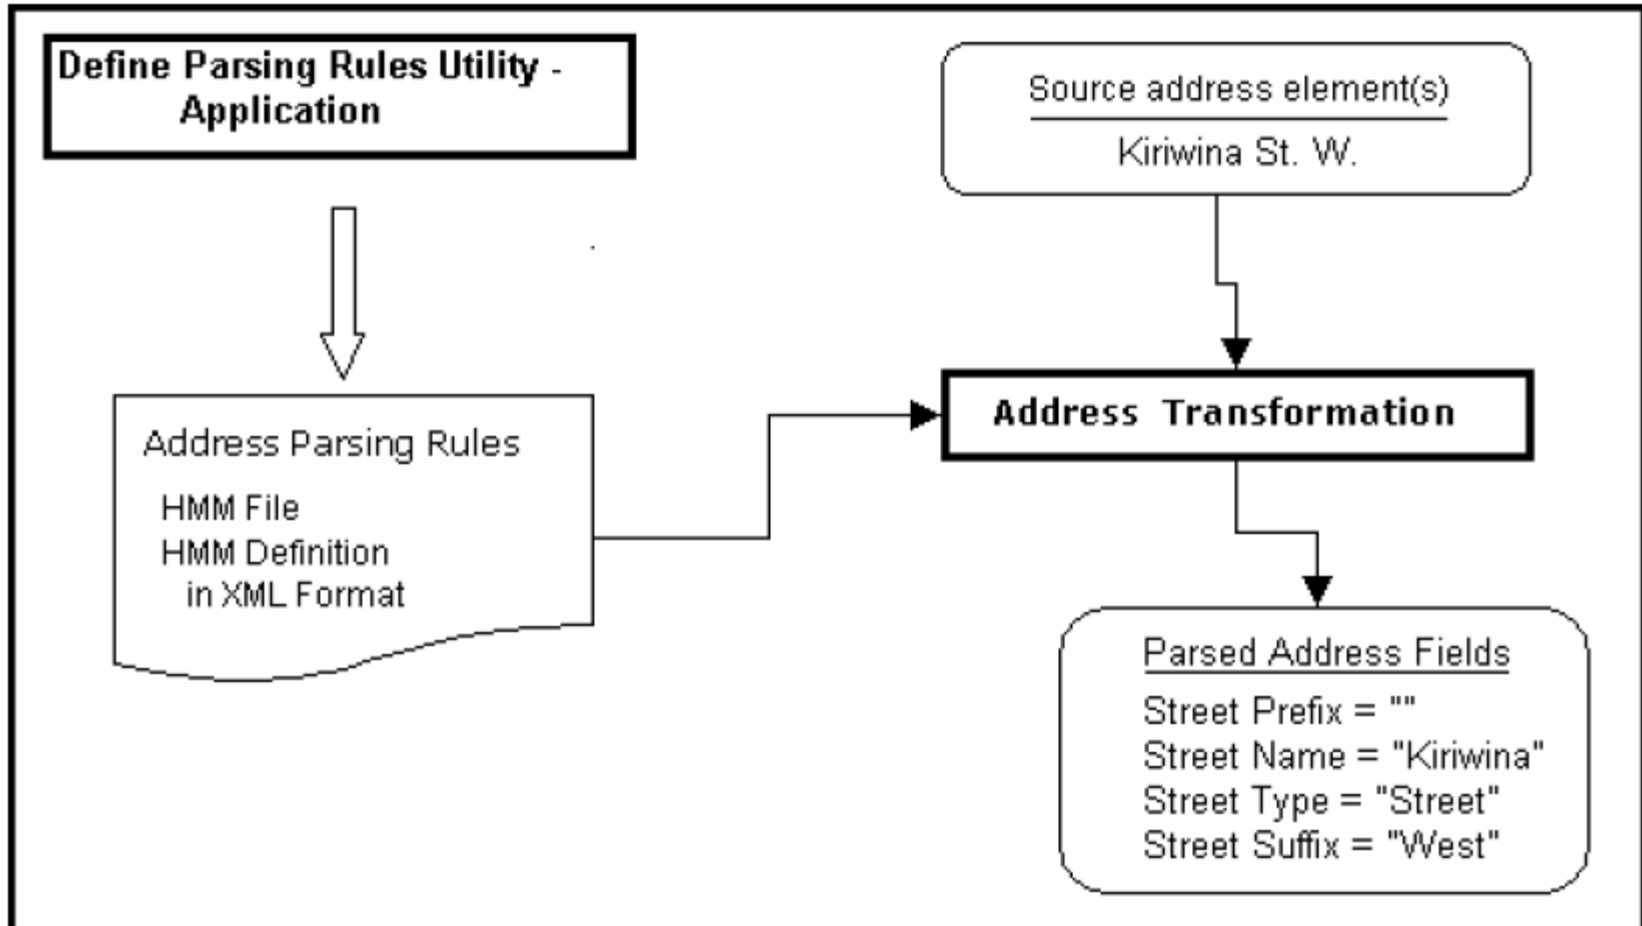 Define Parsing Rules Utility -
Application
Source address element(s)
Kiriwina St. W.
Address Parsing Rules
HMM File
HMM Definition
in XML Format
Address Transformation
Parsed Address Fields
Street Prefix = ""
Street Name = "Kiriwina"
Street Type = "Street"
Street Suffix = "West"